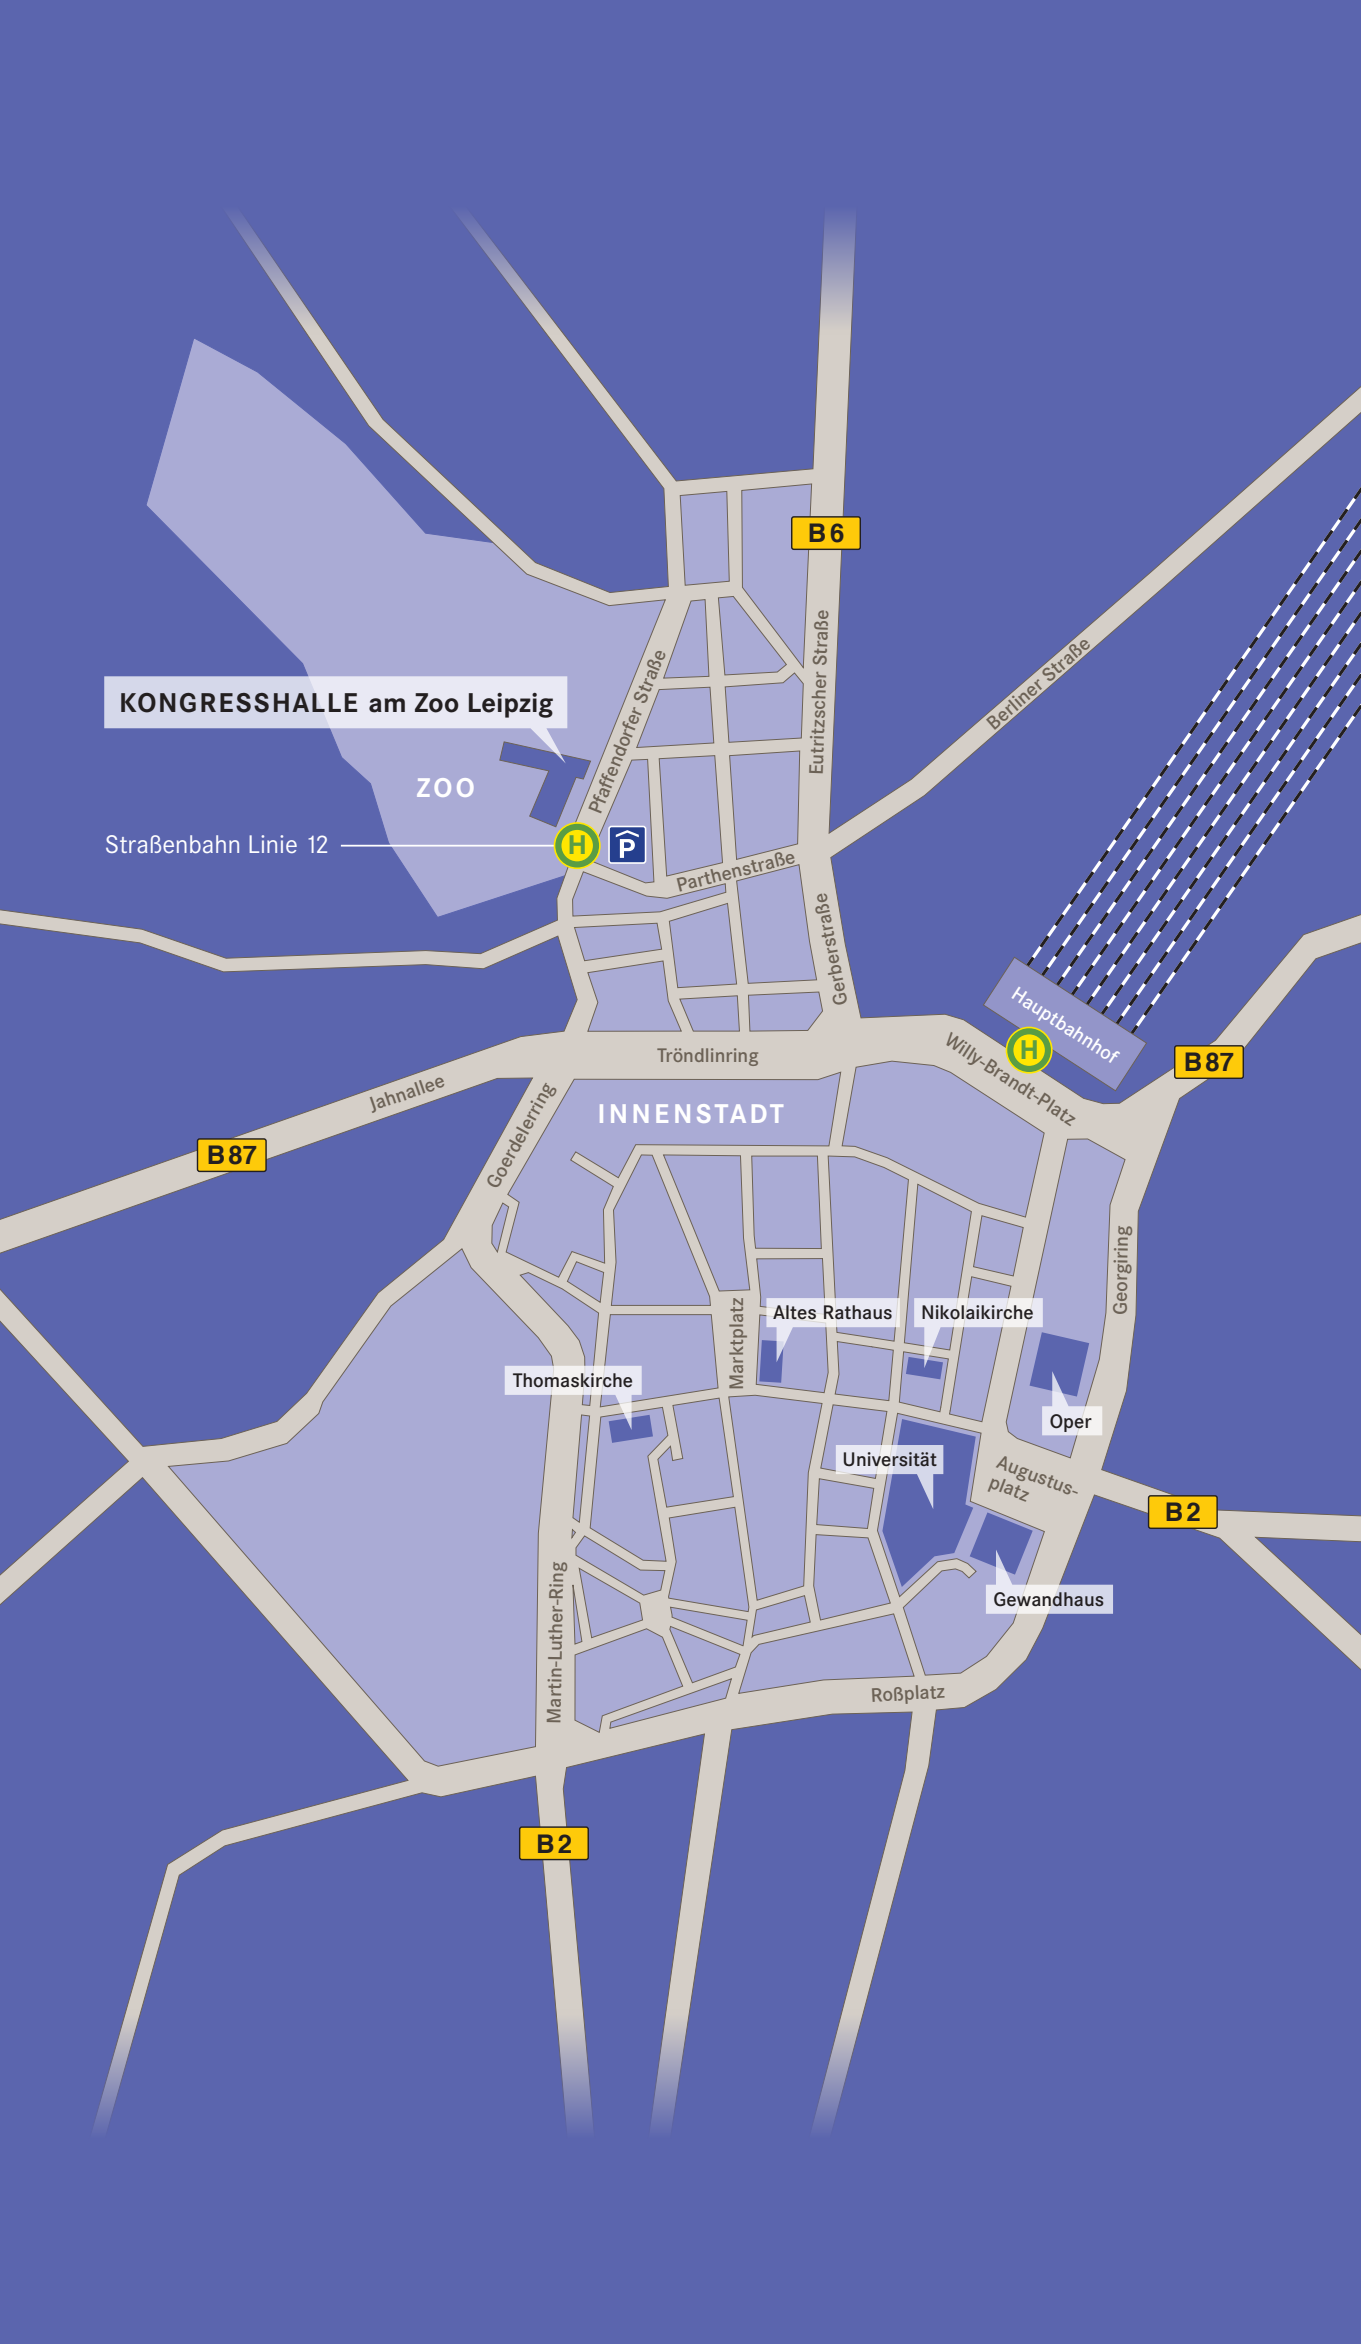 B6
Eutritzscher Straße
Berliner Straße
Pfaffendorfer Straße
KONGRESSHALLE am Zoo Leipzig
ZOO
Straßenbahn Linie 12
H
P
Parthenstraße
Gerberstraße
Hauptbahnhof
H
Willy-Brandt-Platz
B87
Tröndlinring
Jahnallee
Goerdelerring
INNENSTADT
B87
Georgiring
Marktplatz
Altes Rathaus
Nikolaikirche
Thomaskirche
Oper
Universität
Augustus-
platz
B2
Gewandhaus
Martin-Luther-Ring
Roßplatz
B2